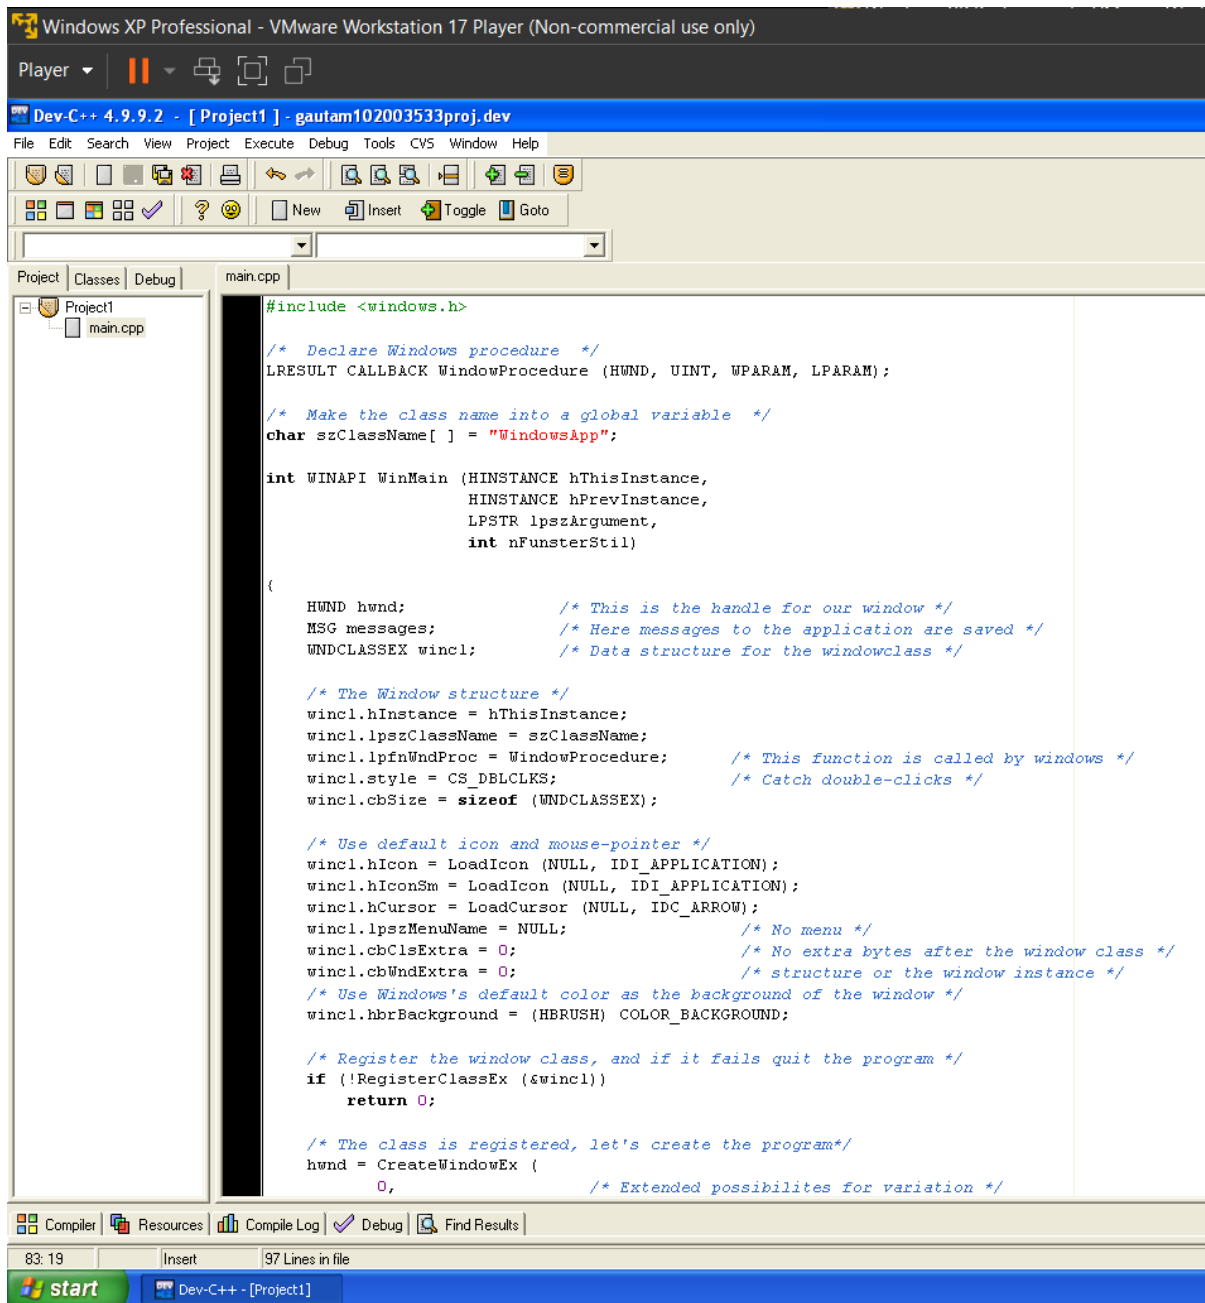 Windows XP Professional - VMware Workstation 17 Player (Non-commercial use only)
Player
Dev-C++ 4.9.9.2 - [ Project1 ] - gautam102003533proj.dev
File Edit Search View Project Execute Debug Tools CVS Window Help
New Insert Toggle Goto
Project Classes Debug main.cpp
Project1
main.cpp
#include <windows.h>
/* Declare Windows procedure */
LRESULT CALLBACK WindowProcedure (HWND, UINT, WPARAM, LPARAM);
/* Make the class name into a global variable */
char szClassName[ ] = "WindowsApp";
int WINAPI WinMain (HINSTANCE hThisInstance,
HINSTANCE hPrevInstance,
LPSTR lpszArgument,
int nFunsterStil)
{
HWND hwnd; /* This is the handle for our window */
MSG messages; /* Here messages to the application are saved */
WNDCLASSEX wincl; /* Data structure for the windowclass */
/* The Window structure */
wincl.hInstance = hThisInstance;
wincl.lpszClassName = szClassName;
wincl.lpfnWndProc = WindowProcedure; /* This function is called by windows */
wincl.style = CS_DBLCLKS; /* Catch double-clicks */
wincl.cbSize = sizeof (WNDCLASSEX);
/* Use default icon and mouse-pointer */
wincl.hIcon = LoadIcon (NULL, IDI_APPLICATION);
wincl.hIconSm = LoadIcon (NULL, IDI_APPLICATION);
wincl.hCursor = LoadCursor (NULL, IDC_ARROW);
wincl.lpszMenuName = NULL; /* No menu */
wincl.cbClsExtra = 0; /* No extra bytes after the window class */
wincl.cbWndExtra = 0; /* structure or the window instance */
/* Use Windows's default color as the background of the window */
wincl.hbrBackground = (HBRUSH) COLOR_BACKGROUND;
/* Register the window class, and if it fails quit the program */
if (!RegisterClassEx (&wincl))
return 0;
/* The class is registered, let's create the program*/
hwnd = CreateWindowEx (
0, /* Extended possibilites for variation */
Compiler Resources Compile Log Debug Find Results
83: 19 Insert 97 Lines in file
start Dev-C++ - [Project1]